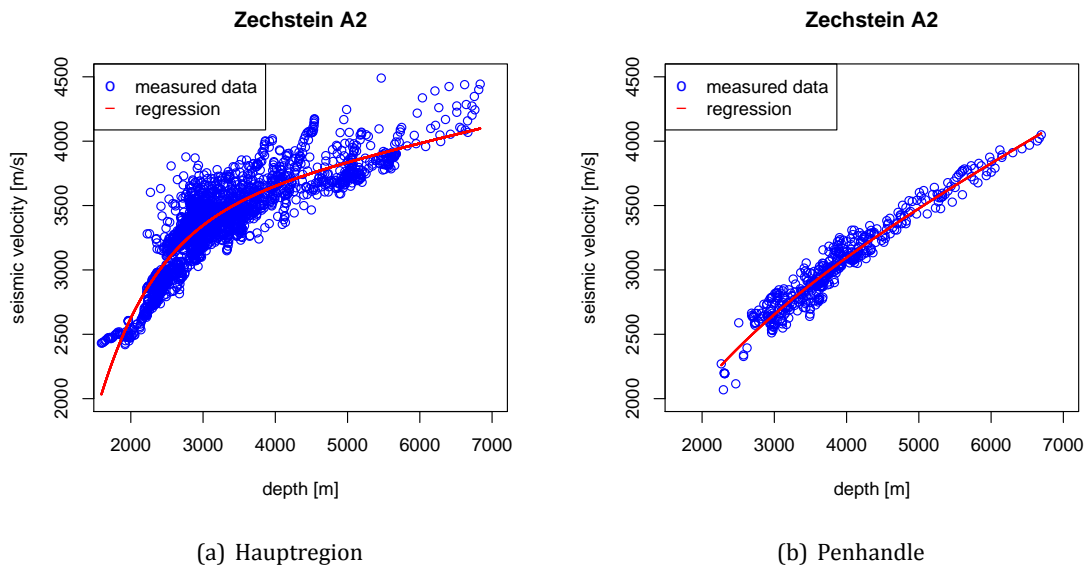 Zechstein A2
4500
4000
3500
3000
2500
2000
seismic velocity [m/s]
o measured data
– regression
2000 3000 4000 5000 6000 7000
depth [m]
(a) Hauptregion
Zechstein A2
4500
4000
3500
3000
2500
2000
seismic velocity [m/s]
o measured data
– regression
2000 3000 4000 5000 6000 7000
depth [m]
(b) Penhandle